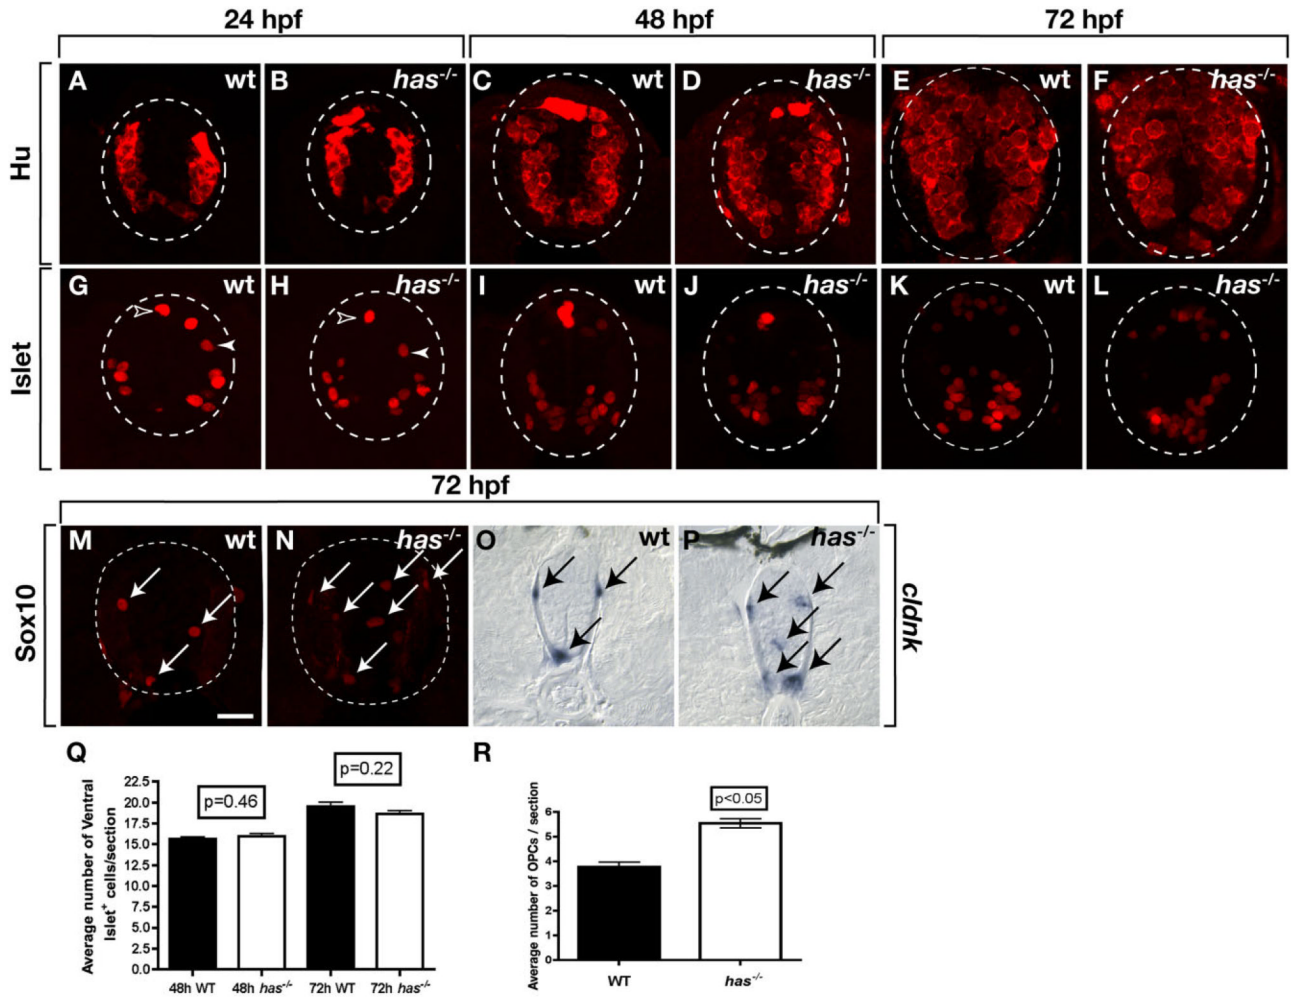 24 hpf
48 hpf
72 hpf
Hu
A wt
B has-/-
C wt
D has-/-
E wt
F has-/-
Islet
G wt
H has-/-
I wt
J has-/-
K wt
L has-/-
72 hpf
Sox10
M wt
N has-/-
O wt
P has-/-
cldnk
Q
Average number of Ventral
Islet+ cells/section
22.5
20.0
17.5
15.0
12.5
10.0
7.5
5.0
2.5
0.0
p=0.46
p=0.22
48h WT
48h has-/-
72h WT
72h has-/-
R
Average number of OPCs / section
6
5
4
3
2
1
0
p<0.05
WT
has-/-